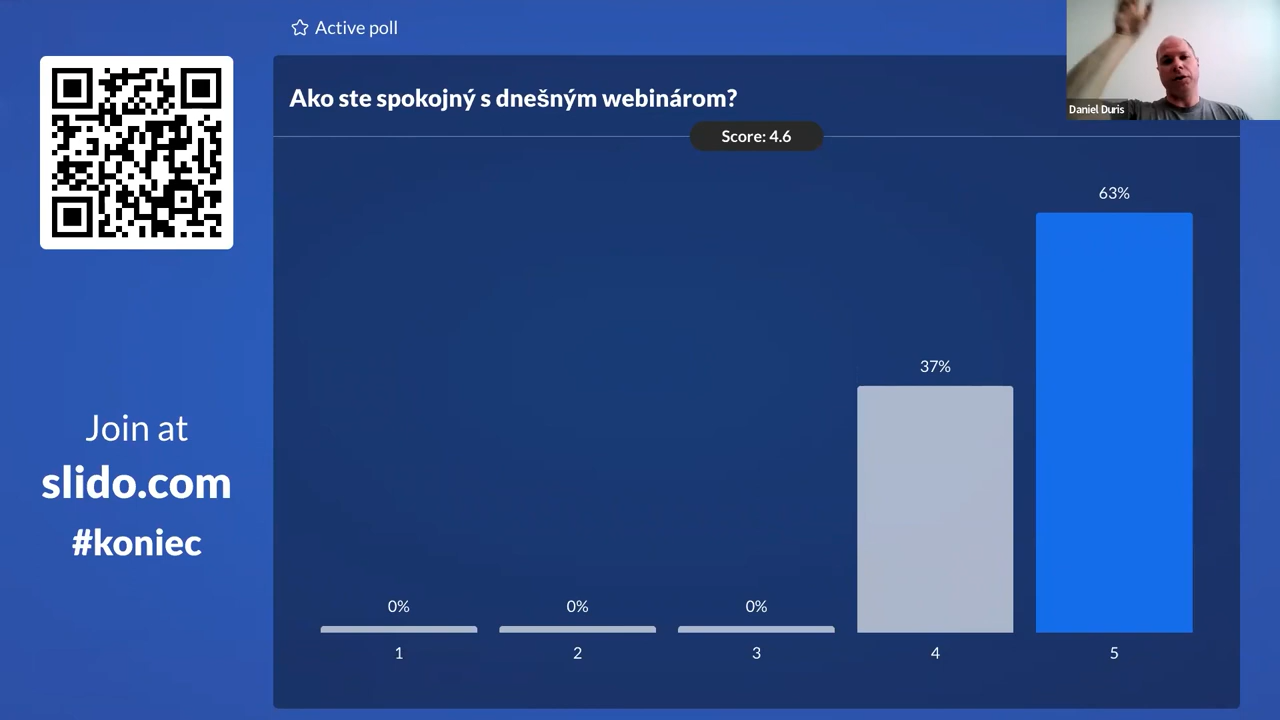 Active poll
Ako ste spokojný s dnešným webinárom?
Daniel Duris
Score: 4.6
63%
37%
0%
0%
0%
1
2
3
4
5
Join at
slido.com
#koniec